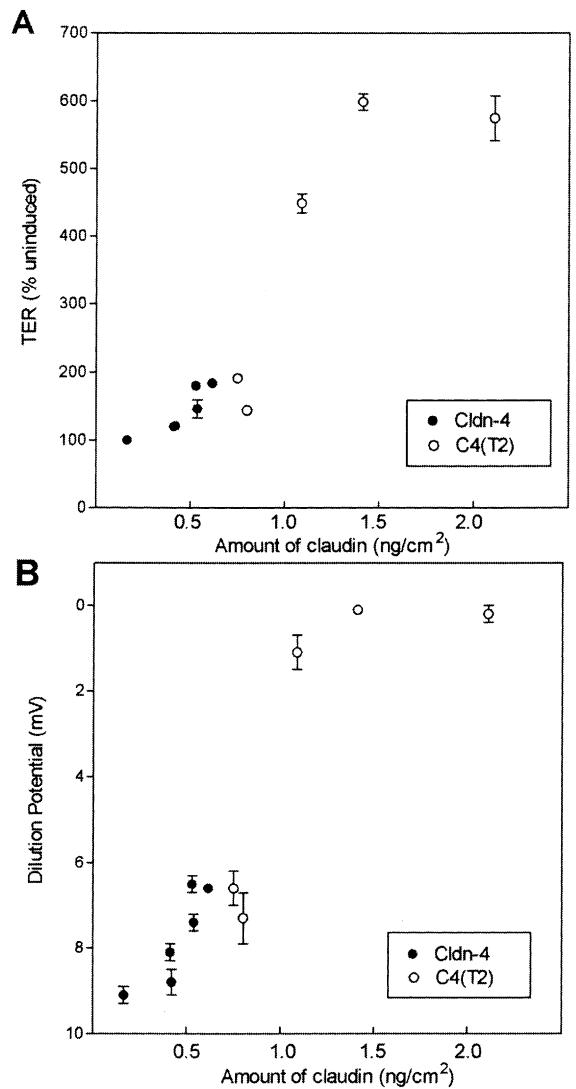 A
700
600
500
400
300
200
100
0
TER (% uninduced)
Cldn-4
C4(T2)
0.5 1.0 1.5 2.0
Amount of claudin (ng/cm²)
B
0
2
4
6
8
10
Dilution Potential (mV)
Cldn-4
C4(T2)
0.5 1.0 1.5 2.0
Amount of claudin (ng/cm²)